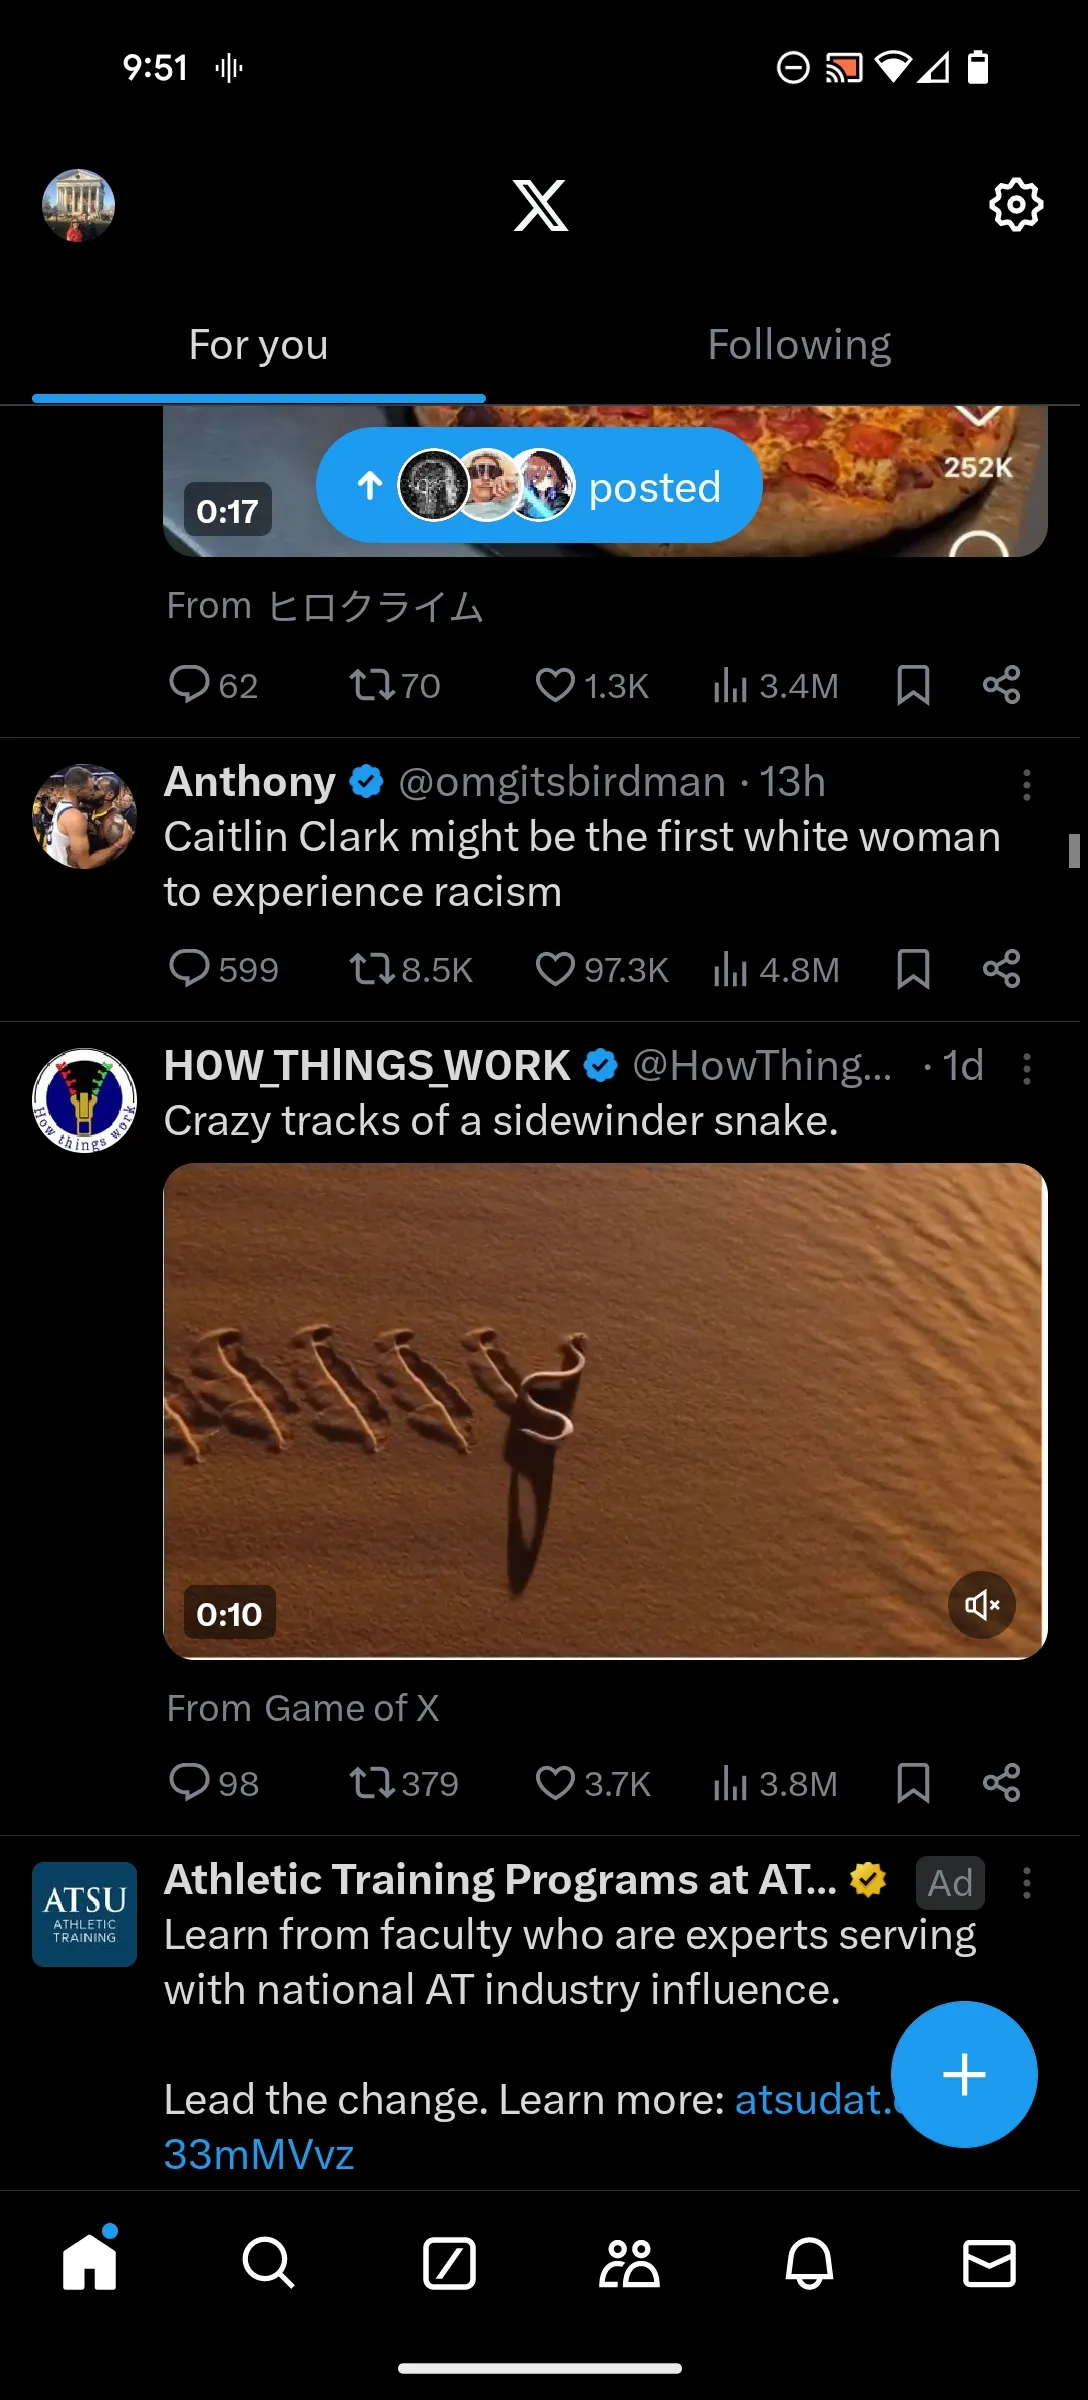 9:51
For you
Following
252K
0:17
posted
From ヒロクライム
62
70
1.3K
3.4M
Anthony @omgitsbirdman · 13h
Caitlin Clark might be the first white woman
to experience racism
599
8.5K
97.3K
4.8M
H0W_THlNGS_W0RK @HowThing... · 1d
How things work
Crazy tracks of a sidewinder snake.
0:10
From Game of X
98
379
3.7K
3.8M
ATSU
ATHLETIC
TRAINING
Athletic Training Programs at AT... Ad
Learn from faculty who are experts serving
with national AT industry influence.
Lead the change. Learn more: atsudat.
33mMVvz